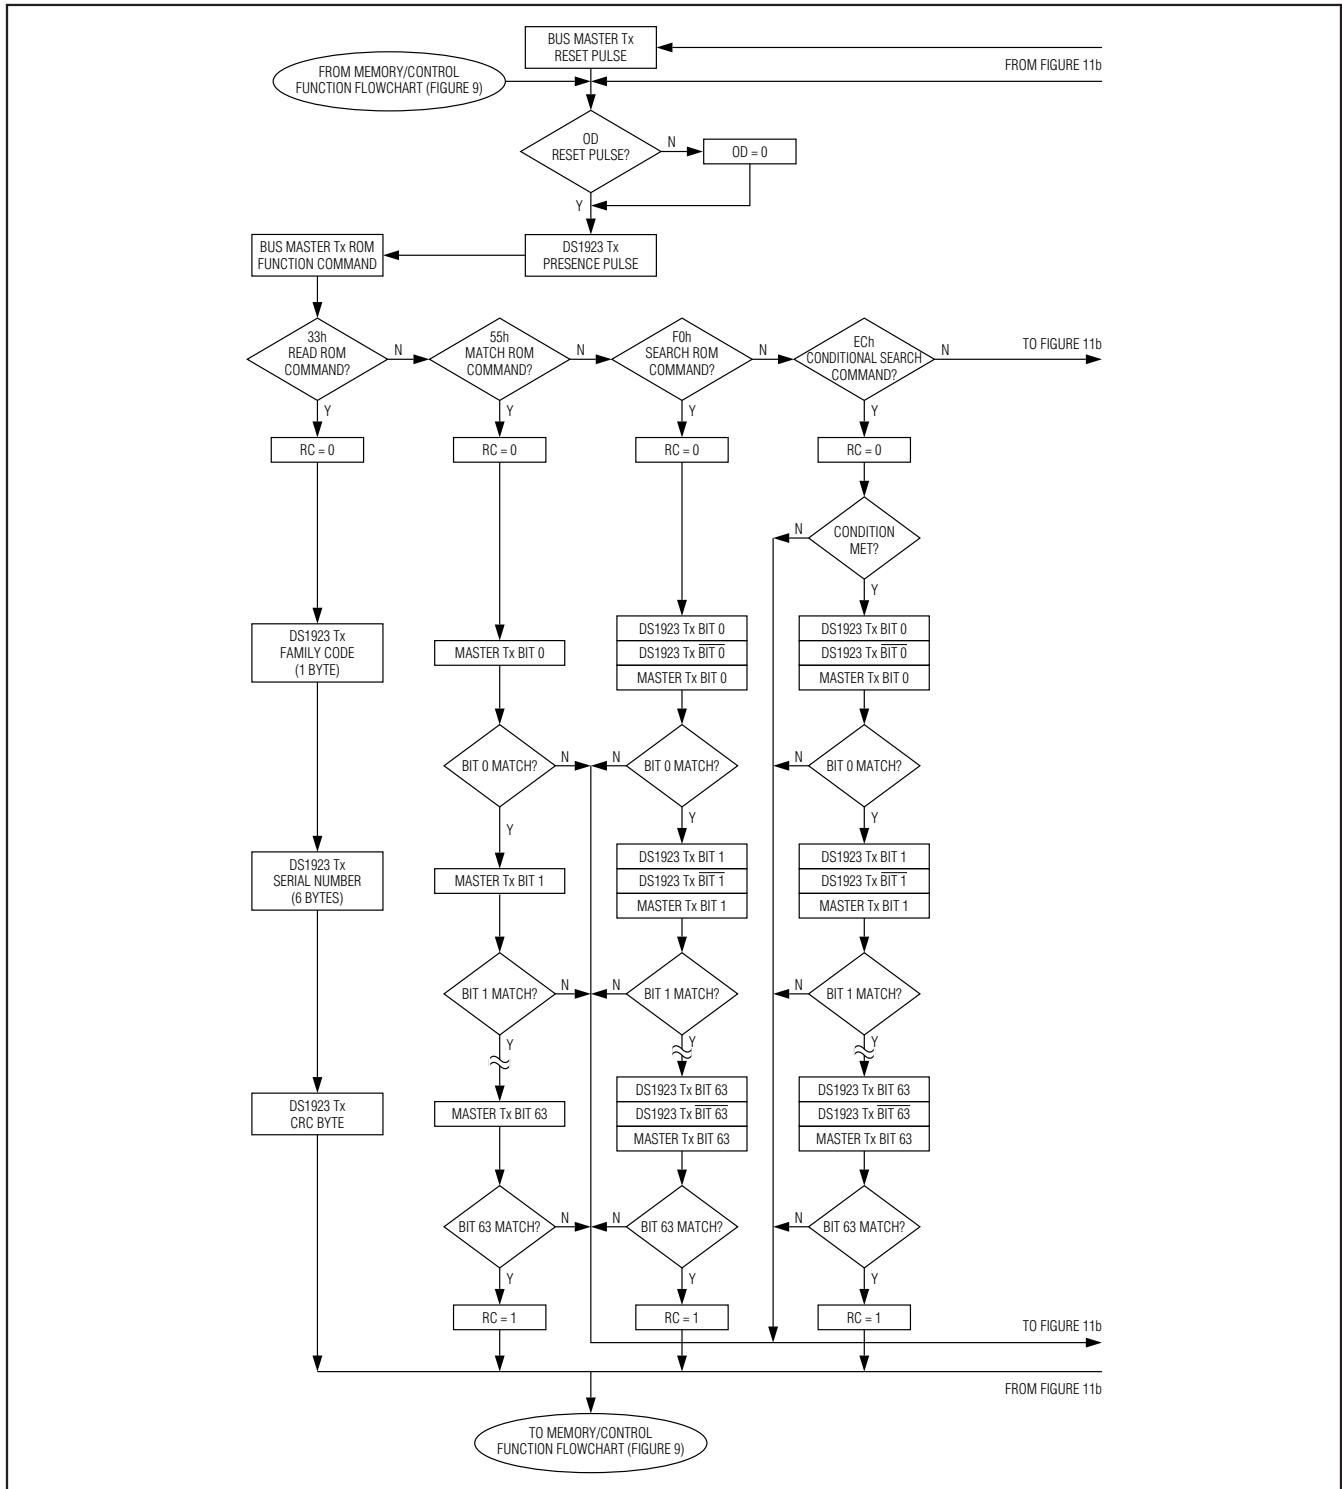 BUS MASTER Tx
RESET PULSE
FROM FIGURE 11b
FROM MEMORY/CONTROL
FUNCTION FLOWCHART (FIGURE 9)
OD
RESET PULSE?
N
OD = 0
Y
BUS MASTER Tx ROM
FUNCTION COMMAND
DS1923 Tx
PRESENCE PULSE
33h
READ ROM
COMMAND?
N
55h
MATCH ROM
COMMAND?
N
F0h
SEARCH ROM
COMMAND?
N
ECh
CONDITIONAL SEARCH
COMMAND?
N
TO FIGURE 11b
Y
Y
Y
Y
RC = 0
RC = 0
RC = 0
RC = 0
N
CONDITION
MET?
Y
DS1923 Tx
FAMILY CODE
(1 BYTE)
MASTER Tx BIT 0
DS1923 Tx BIT 0
DS1923 Tx BIT 0
MASTER Tx BIT 0
DS1923 Tx BIT 0
DS1923 Tx BIT 0
MASTER Tx BIT 0
BIT 0 MATCH?
N
N
BIT 0 MATCH?
N
BIT 0 MATCH?
Y
Y
Y
DS1923 Tx
SERIAL NUMBER
(6 BYTES)
MASTER Tx BIT 1
DS1923 Tx BIT 1
DS1923 Tx BIT 1
MASTER Tx BIT 1
DS1923 Tx BIT 1
DS1923 Tx BIT 1
MASTER Tx BIT 1
BIT 1 MATCH?
N
N
BIT 1 MATCH?
N
BIT 1 MATCH?
Y
Y
Y
DS1923 Tx
CRC BYTE
MASTER Tx BIT 63
DS1923 Tx BIT 63
DS1923 Tx BIT 63
MASTER Tx BIT 63
DS1923 Tx BIT 63
DS1923 Tx BIT 63
MASTER Tx BIT 63
BIT 63 MATCH?
N
N
BIT 63 MATCH?
N
BIT 63 MATCH?
Y
Y
Y
RC = 1
RC = 1
RC = 1
TO FIGURE 11b
FROM FIGURE 11b
TO MEMORY/CONTROL
FUNCTION FLOWCHART (FIGURE 9)